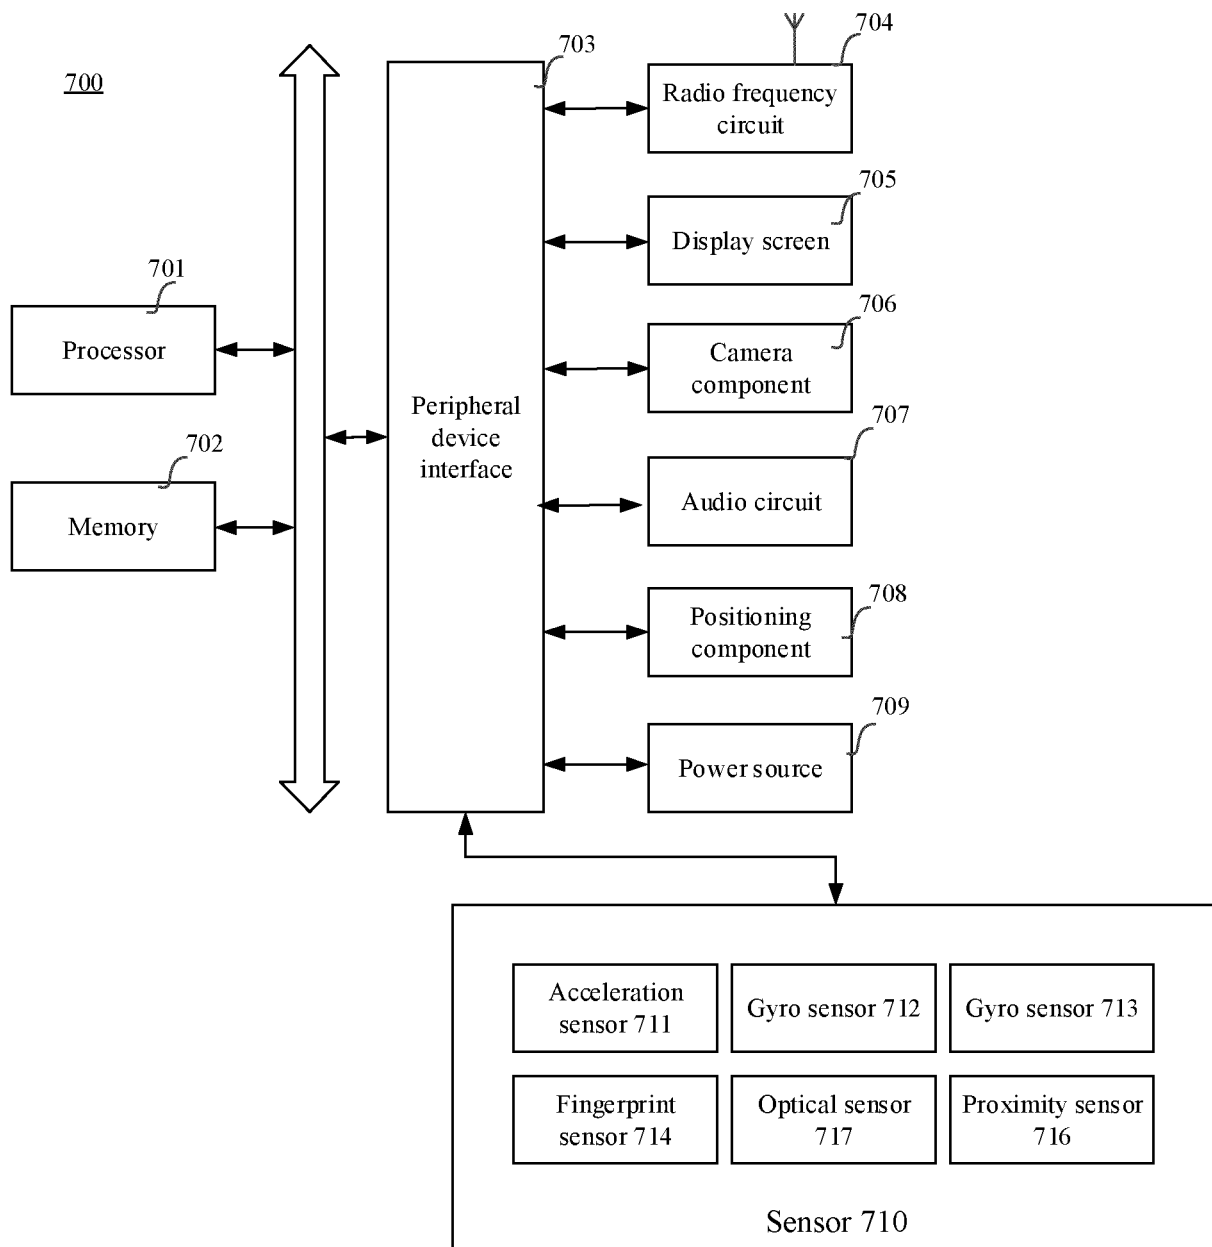 700
703
704
Radio frequency
circuit
705
Display screen
701
Processor
706
Camera
component
Peripheral
device
interface
702
Memory
707
Audio circuit
708
Positioning
component
709
Power source
Acceleration
sensor 711
Gyro sensor 712
Gyro sensor 713
Fingerprint
sensor 714
Optical sensor
717
Proximity sensor
716
Sensor 710